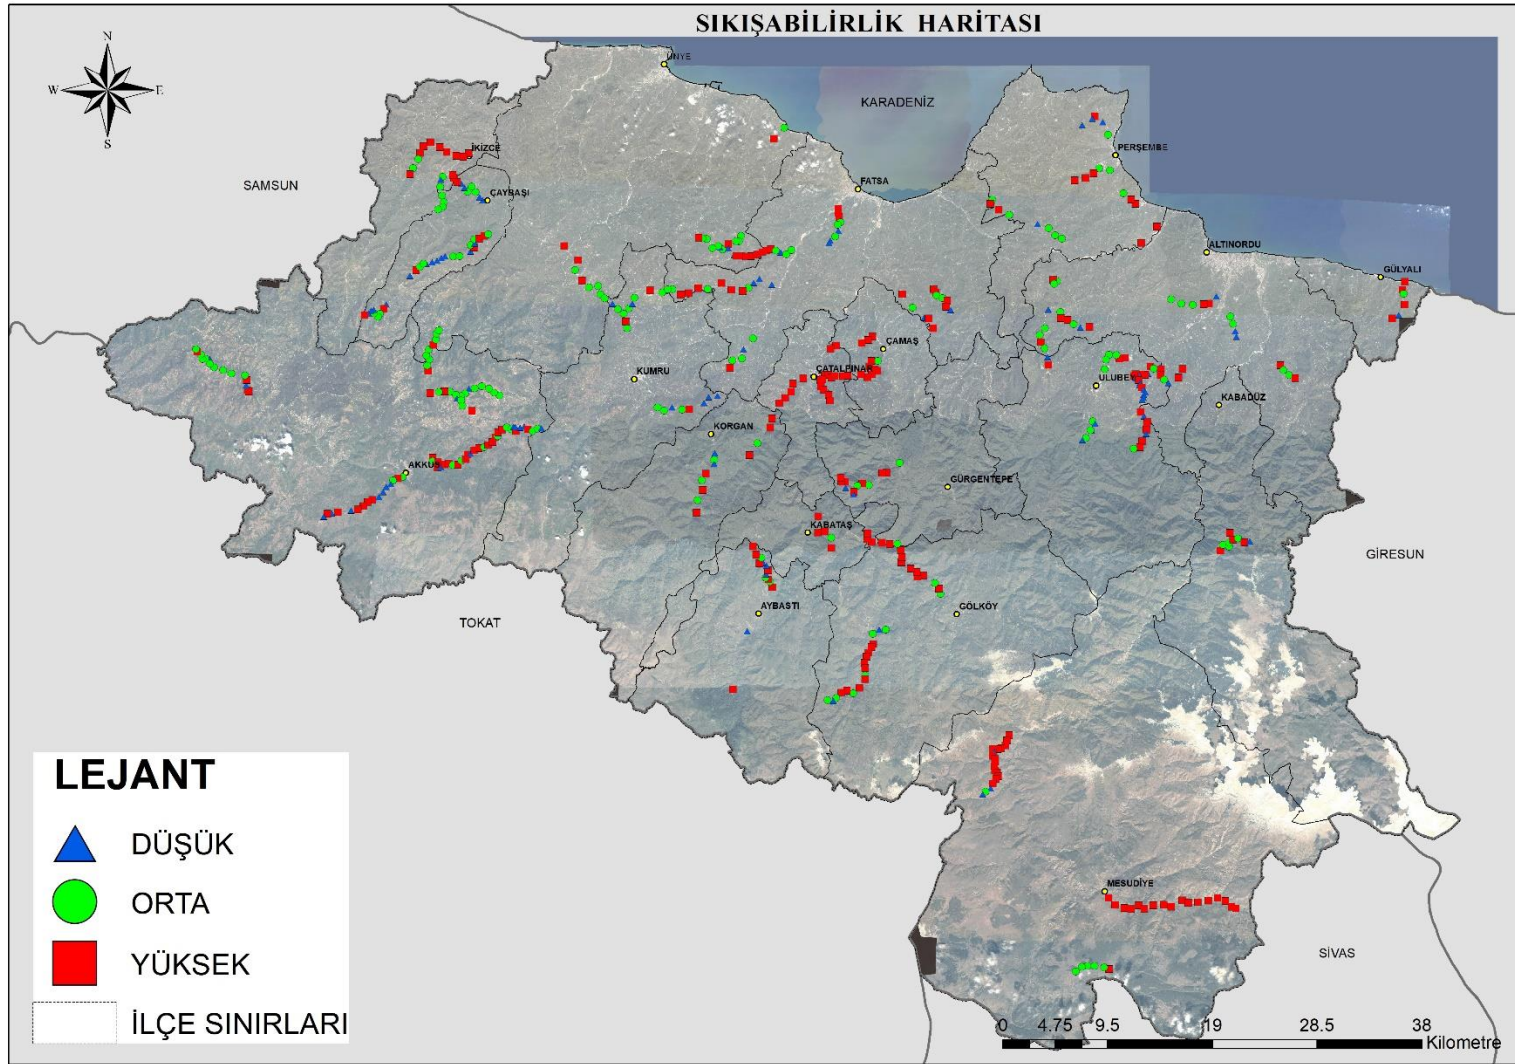 SIKIŞABİLİRLİK HARİTASI
N
W
E
S
ÜNYE
KARADENİZ
İKİZCE
PERŞEMBE
SAMSUN
ÇAYBAŞI
FATSA
ALTINORDU
GÜLYALI
ÇAMAŞ
KUMRU
ÇATALPINAR
ULUBEY
KABADÜZ
KORGAN
AKKUŞ
GÜRGENTEPE
KABATAŞ
GİRESUN
TOKAT
AYBASTI
GÖLKÖY
MESUDİYE
SİVAS
LEJANT
DÜŞÜK
ORTA
YÜKSEK
İLÇE SINIRLARI
0 4.75 9.5 19 28.5 38
Kilometre